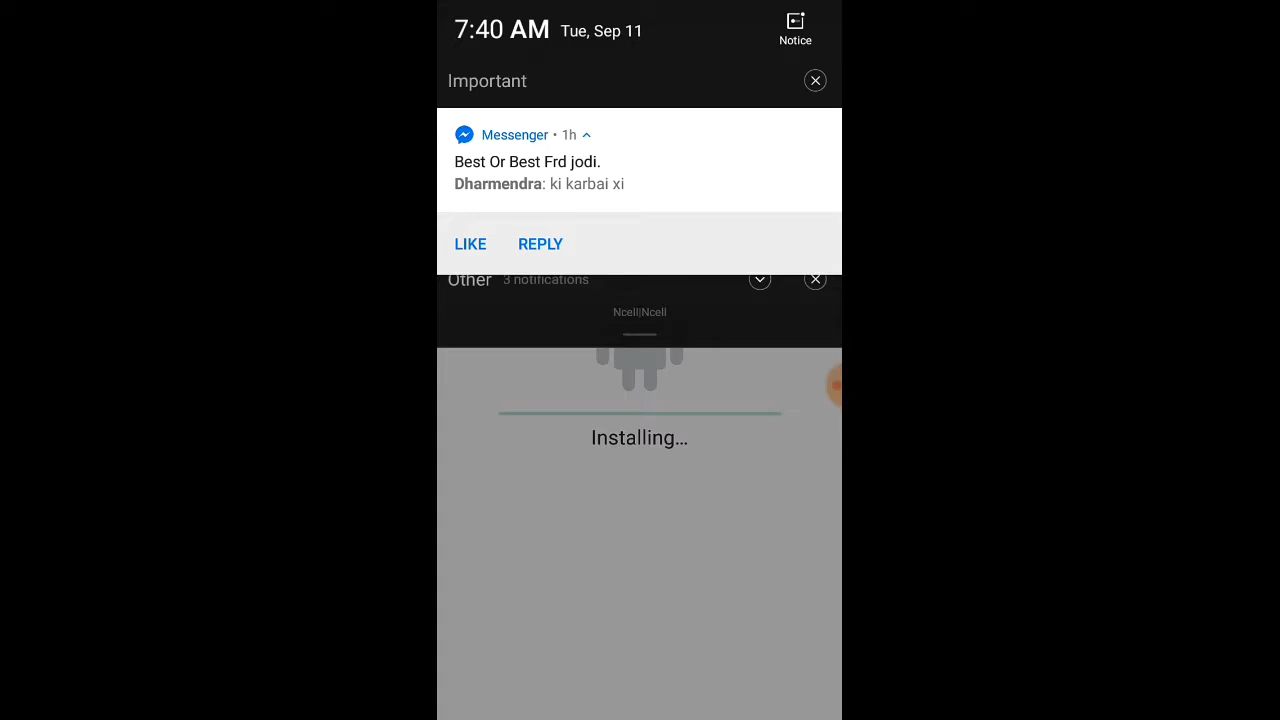 7:40 AM Tue, Sep 11
Notice
Important
Messenger • 1h
Best Or Best Frd jodi.
Dharmendra: ki karbai xi
LIKE REPLY
Other 3 notifications
Ncell|Ncell
Installing...